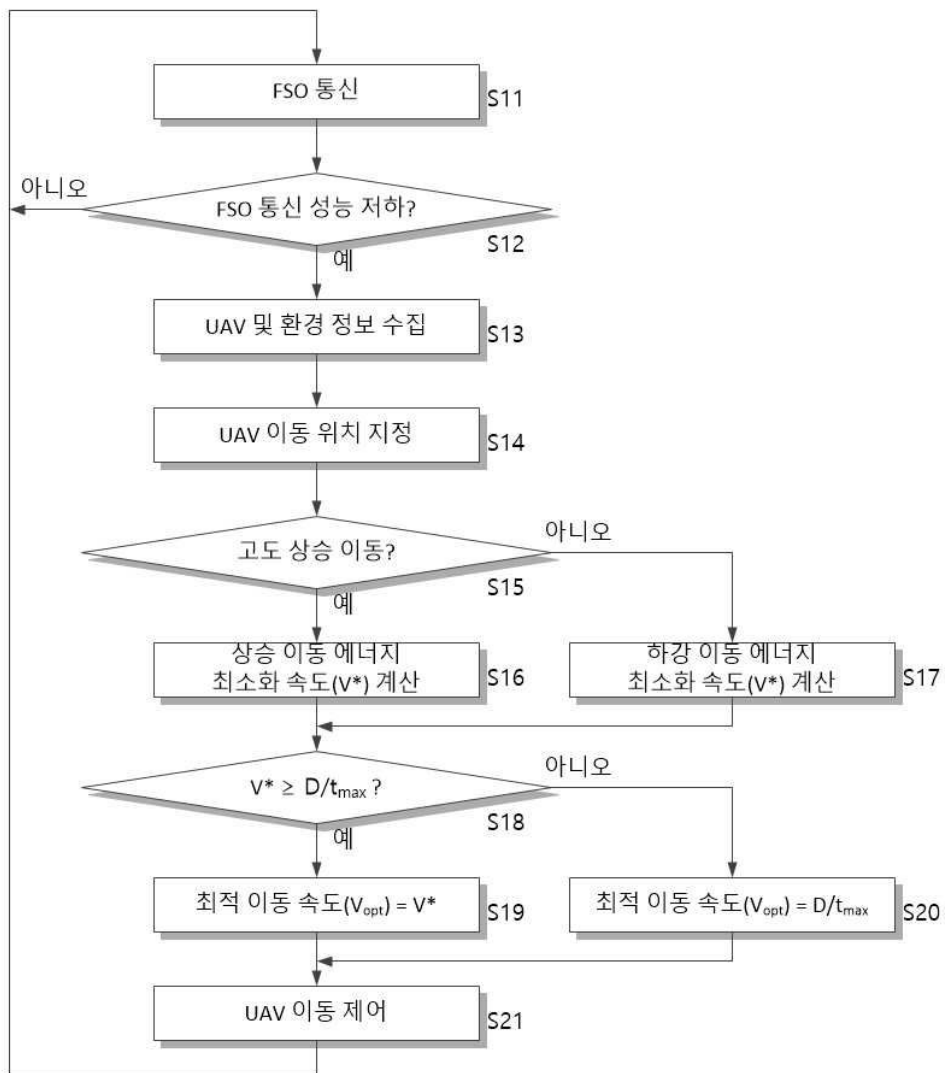 FSO 통신
S11
아니오
FSO 통신 성능 저하?
S12
예
UAV 및 환경 정보 수집
S13
UAV 이동 위치 지정
S14
아니오
고도 상승 이동?
S15
예
상승 이동 에너지
최소화 속도(V*) 계산
S16
하강 이동 에너지
최소화 속도(V*) 계산
S17
아니오
V* ≥ D/tmax ?
S18
예
최적 이동 속도(Vopt) = V*
S19
최적 이동 속도(Vopt) = D/tmax
S20
UAV 이동 제어
S21